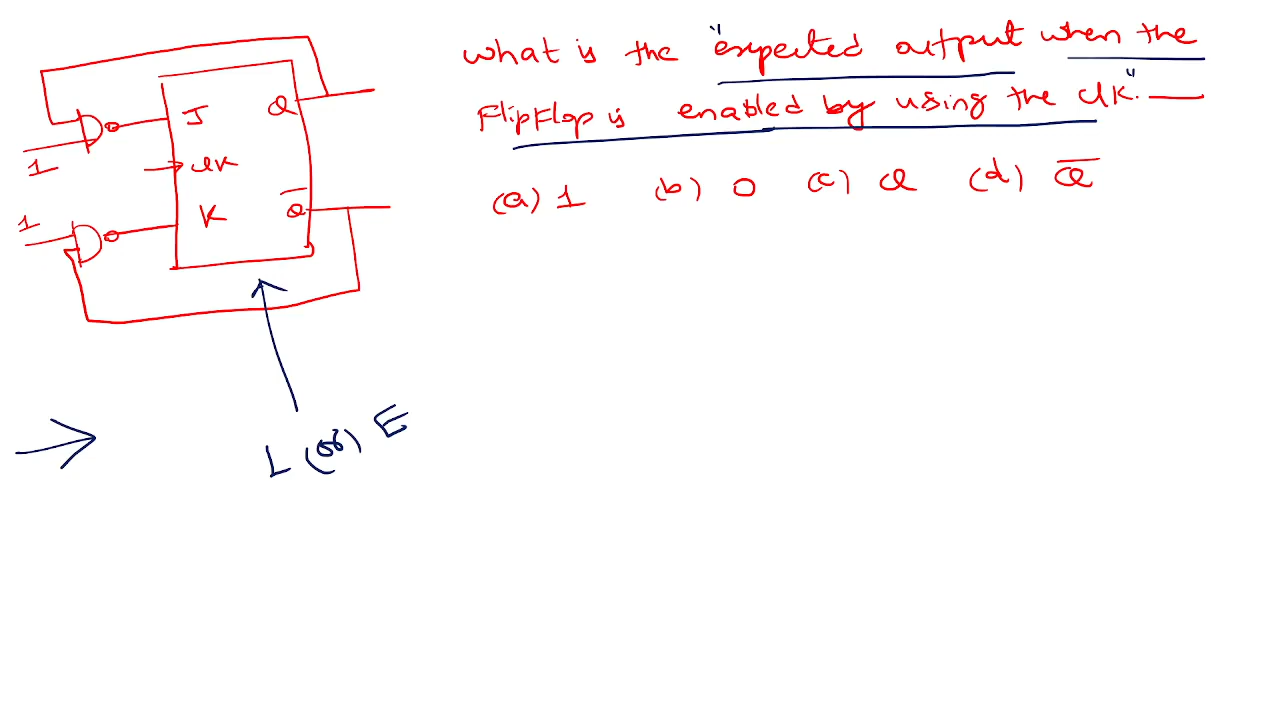 what is the "expected output when the
FlipFlop is enabled by using the clk".
(a) 1 (b) 0 (c) Q (d) Q̅
J Q
1
clk
1
K Q̅
L (or) E